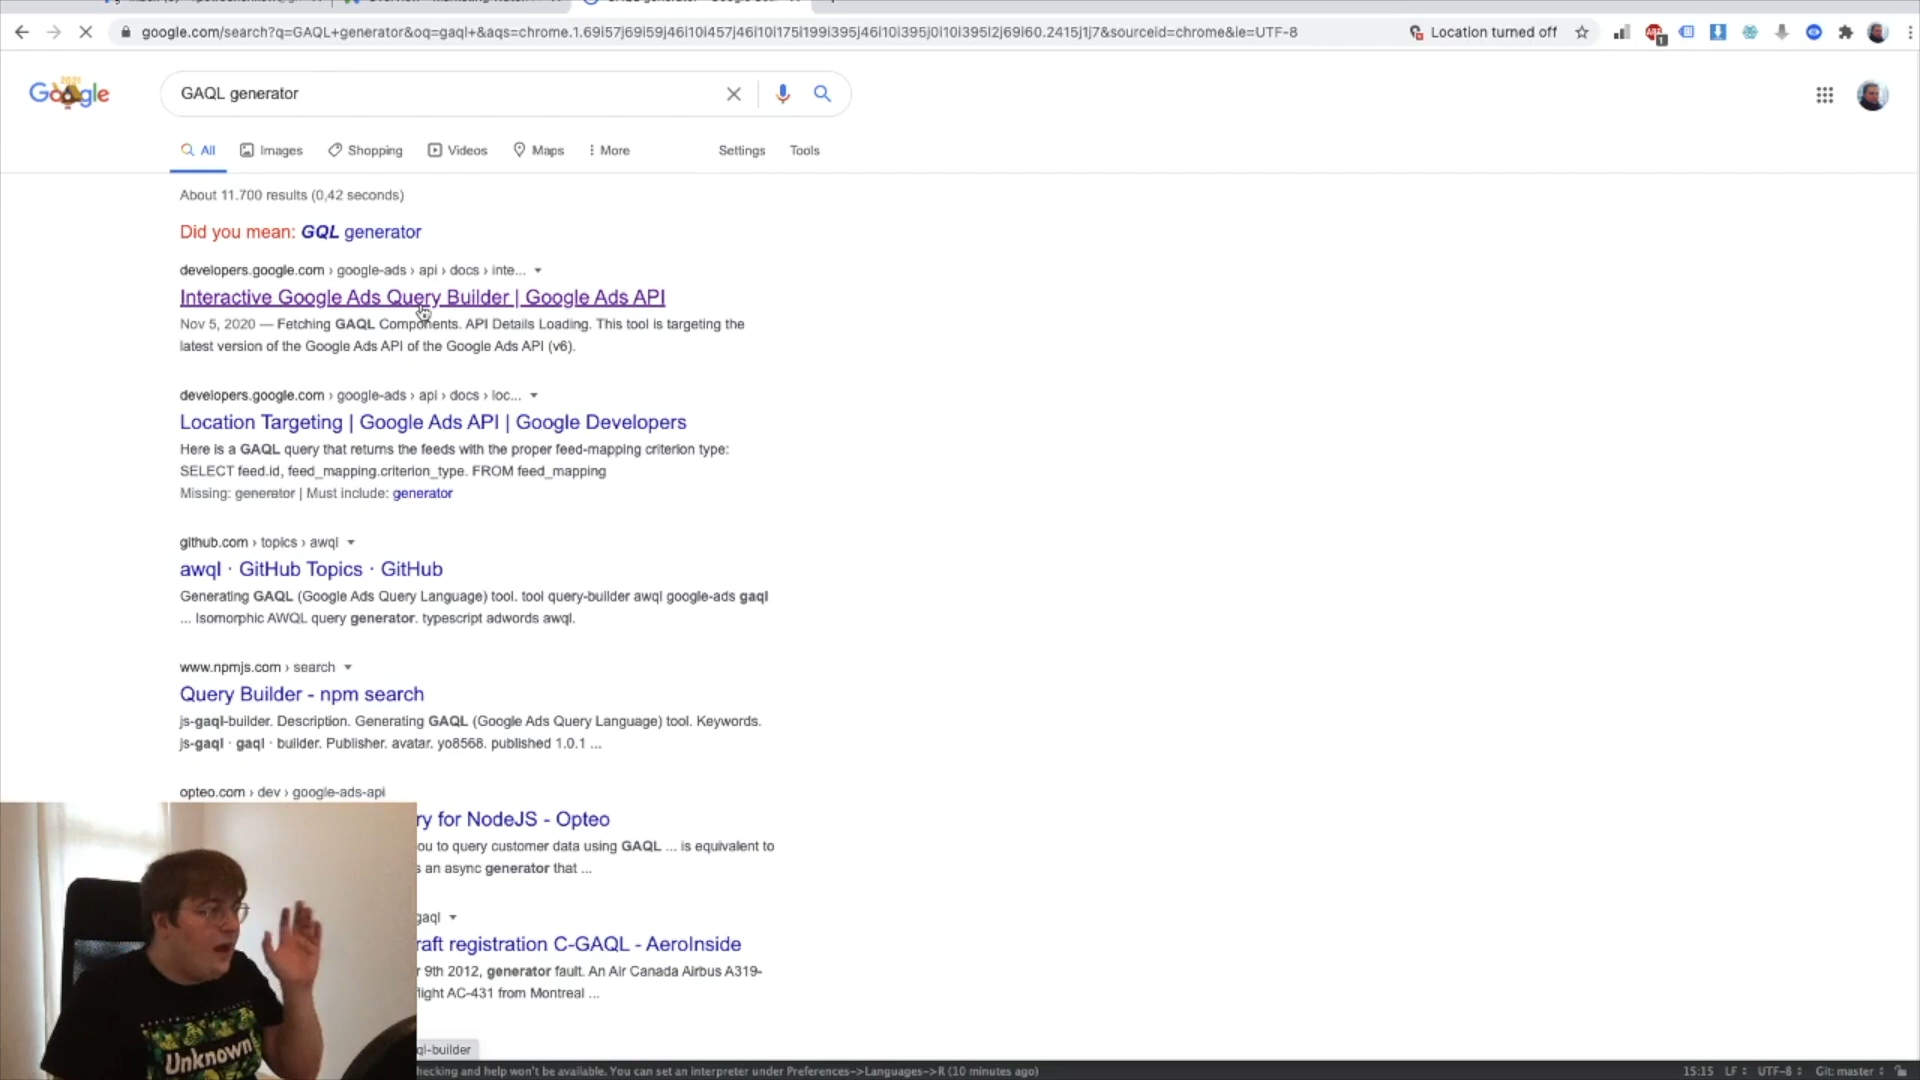 google.com/search?q=GAQL+generator&oq=gaql+&aqs=chrome.1.69i57j69i59j46i10i457j46i10i175i199i395j46i10i395j0i10i395l2j69i60.2415j1j7&sourceid=chrome&ie=UTF-8
Location turned off
2021
Google
GAQL generator
All
Images
Shopping
Videos
Maps
More
Settings
Tools
About 11.700 results (0,42 seconds)
Did you mean: GQL generator
developers.google.com › google-ads › api › docs › inte...
Interactive Google Ads Query Builder | Google Ads API
Nov 5, 2020 — Fetching GAQL Components. API Details Loading. This tool is targeting the
latest version of the Google Ads API of the Google Ads API (v6).
developers.google.com › google-ads › api › docs › loc...
Location Targeting | Google Ads API | Google Developers
Here is a GAQL query that returns the feeds with the proper feed-mapping criterion type:
SELECT feed.id, feed_mapping.criterion_type. FROM feed_mapping
Missing: generator | Must include: generator
github.com › topics › awql
awql · GitHub Topics · GitHub
Generating GAQL (Google Ads Query Language) tool. tool query-builder awql google-ads gaql
... Isomorphic AWQL query generator. typescript adwords awql.
www.npmjs.com › search
Query Builder - npm search
js-gaql-builder. Description. Generating GAQL (Google Ads Query Language) tool. Keywords.
js-gaql · gaql · builder. Publisher. avatar. yo8568. published 1.0.1 ...
opteo.com › dev › google-ads-api
ry for NodeJS - Opteo
ou to query customer data using GAQL ... is equivalent to
s an async generator that ...
gaql
raft registration C-GAQL - AeroInside
r 9th 2012, generator fault. An Air Canada Airbus A319-
flight AC-431 from Montreal ...
ql-builder
Unknown
hecking and help won't be available. You can set an interpreter under Preferences->Languages->R (10 minutes ago)
15:15 LF UTF-8 Git: master